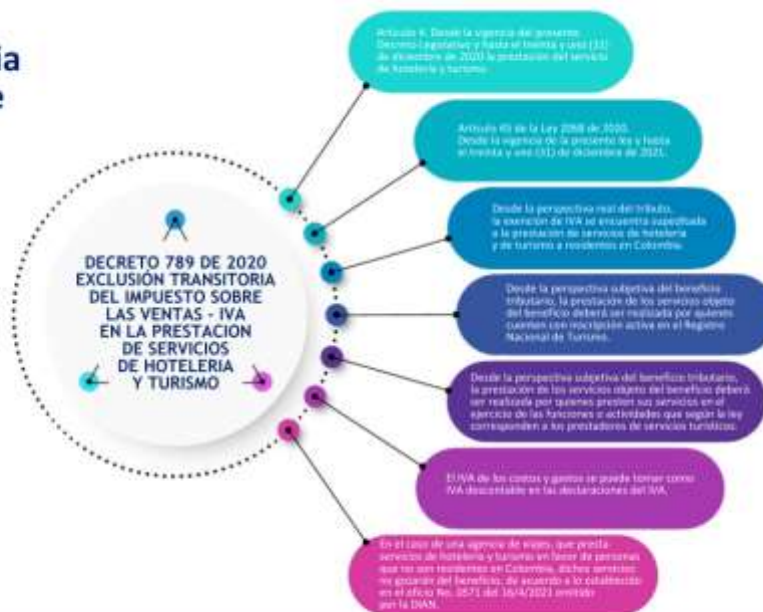 ia
e
DECRETO 789 DE 2020
EXCLUSIÓN TRANSITORIA
DEL IMPUESTO SOBRE
LAS VENTAS - IVA
EN LA PRESTACION
DE SERVICIOS
DE HOTELERIA
Y TURISMO
Artículo 4. Desde la vigencia del presente
Decreto Legislativo y hasta el treinta y uno (31)
de diciembre de 2020 la prestación del servicio
de hotelería y turismo.
Artículo 45 de la Ley 2068 de 2020.
Desde la vigencia de la presente ley y hasta
el treinta y uno (31) de diciembre de 2021.
Desde la perspectiva real del tributo,
la exención de IVA se encuentra supeditada
a la prestación de servicios de hotelería
y de turismo a residentes en Colombia.
Desde la perspectiva subjetiva del beneficio
tributario, la prestación de los servicios objeto
del beneficio deberá ser realizada por quienes
cuenten con inscripción activa en el Registro
Nacional de Turismo.
Desde la perspectiva subjetiva del beneficio tributario,
la prestación de los servicios objeto del beneficio deberá
ser realizada por quienes presten sus servicios en el
ejercicio de las funciones o actividades que según la ley
corresponden a los prestadores de servicios turísticos.
El IVA de los costos y gastos se puede tomar como
IVA descontable en las declaraciones del IVA.
En el caso de una agencia de viajes, que presta
servicios de hotelería y turismo en favor de personas
que no son residentes en Colombia, dichos servicios
no gozarán del beneficio, de acuerdo a lo establecido
en el oficio No. 0571 del 16/4/2021 emitido
por la DIAN.